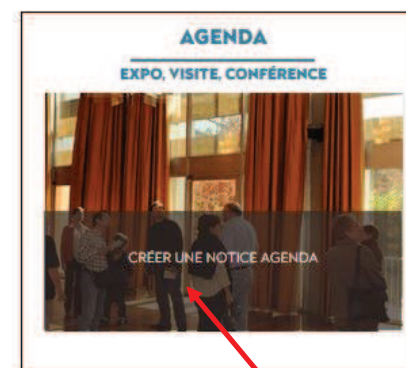 AGENDA
EXPO, VISITE, CONFÉRENCE
CRÉER UNE NOTICE AGENDA